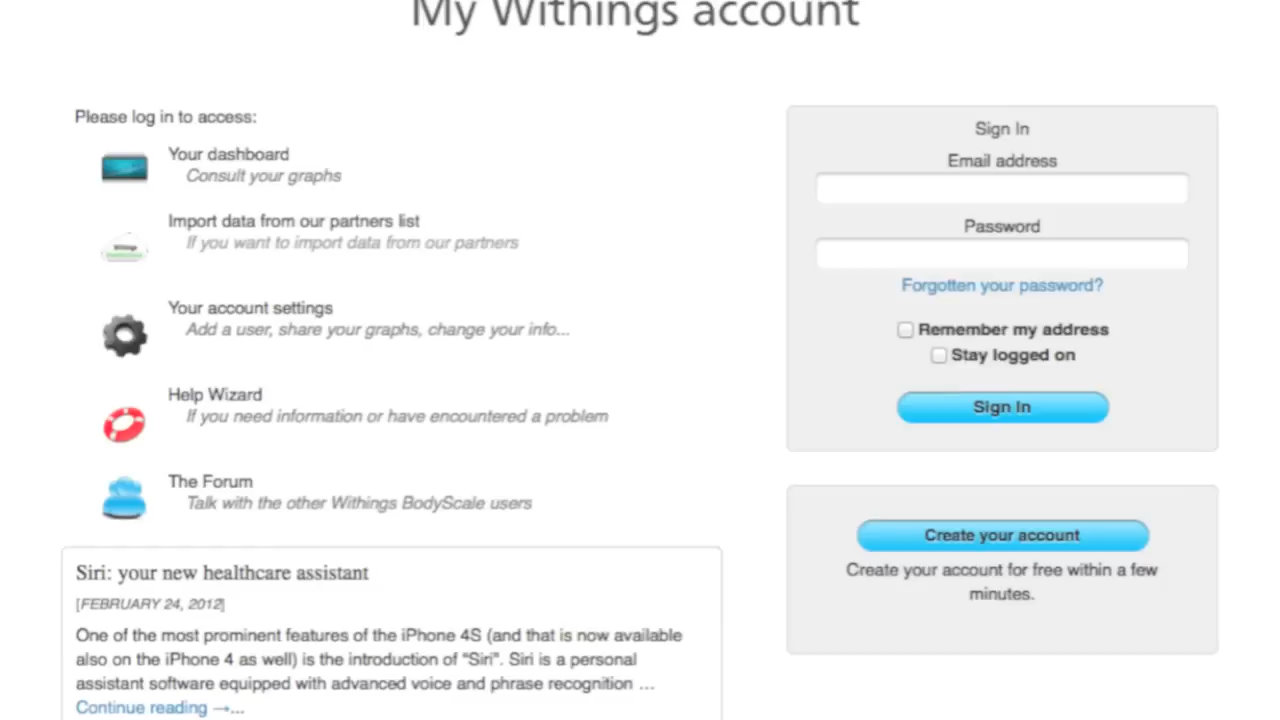 My Withings account
Please log in to access:
Your dashboard
Consult your graphs
Import data from our partners list
If you want to import data from our partners
Your account settings
Add a user, share your graphs, change your info...
Help Wizard
If you need information or have encountered a problem
The Forum
Talk with the other Withings BodyScale users
Siri: your new healthcare assistant
[FEBRUARY 24, 2012]
One of the most prominent features of the iPhone 4S (and that is now available
also on the iPhone 4 as well) is the introduction of "Siri". Siri is a personal
assistant software equipped with advanced voice and phrase recognition ...
Continue reading →...
Sign In
Email address
Password
Forgotten your password?
Remember my address
Stay logged on
Sign In
Create your account
Create your account for free within a few
minutes.